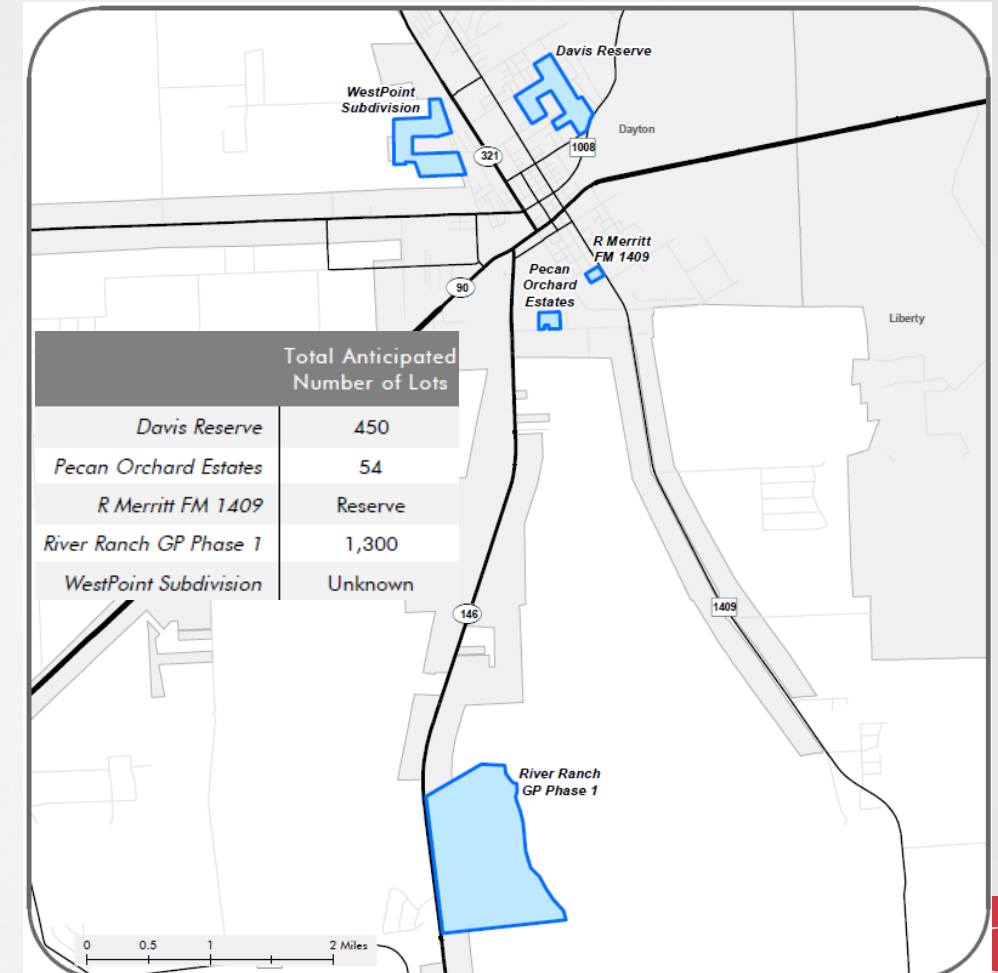 Davis Reserve
WestPoint
Subdivision
Dayton
321
1008
R Merritt
FM 1409
Pecan
Orchard
Estates
90
Liberty
Total Anticipated
Number of Lots
Davis Reserve 450
Pecan Orchard Estates 54
R Merritt FM 1409 Reserve
River Ranch GP Phase 1 1,300
WestPoint Subdivision Unknown
146
1409
River Ranch
GP Phase 1
0 0.5 1 2 Miles